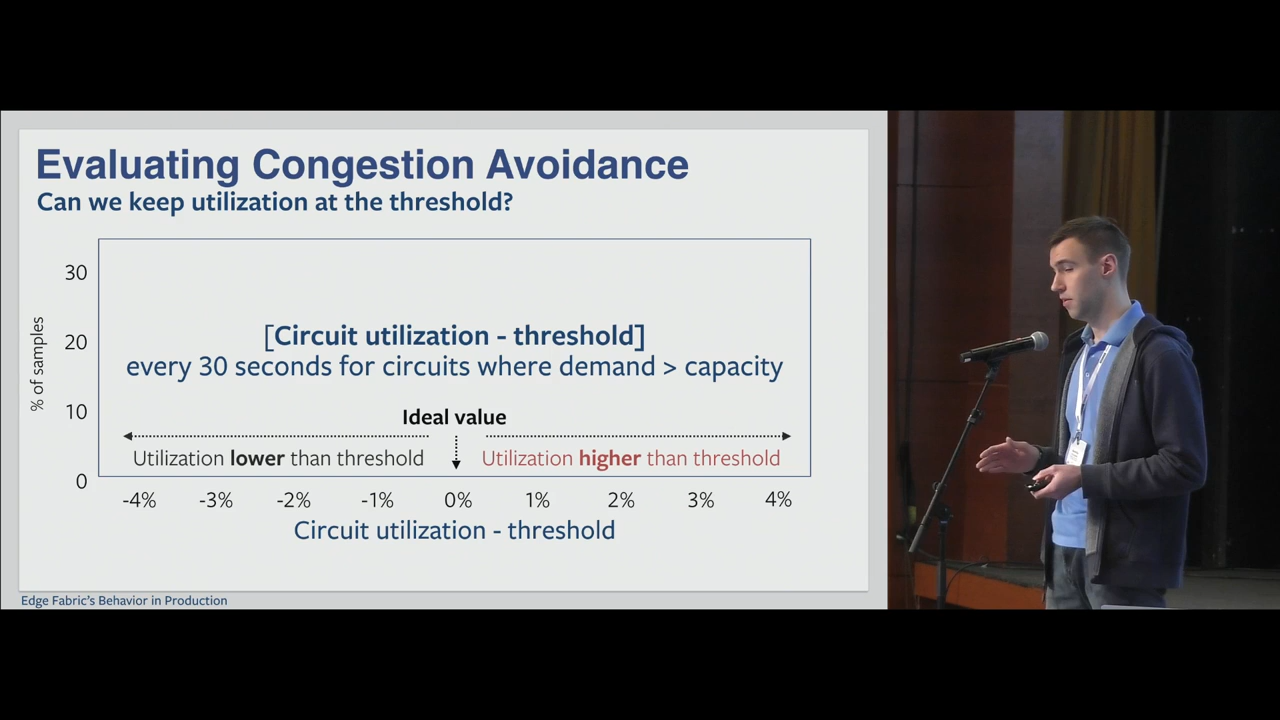 Evaluating Congestion Avoidance
Can we keep utilization at the threshold?
% of samples
30
20
10
0
[Circuit utilization - threshold]
every 30 seconds for circuits where demand > capacity
Ideal value
Utilization lower than threshold
Utilization higher than threshold
-4% -3% -2% -1% 0% 1% 2% 3% 4%
Circuit utilization - threshold
Edge Fabric's Behavior in Production